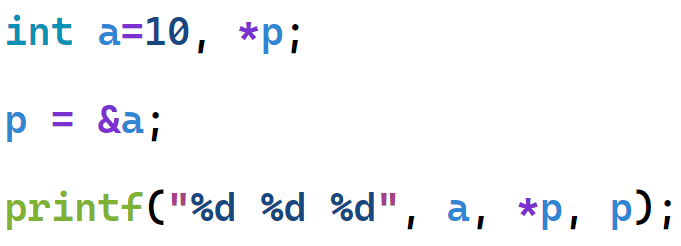 int a=10, *p;
p = &a;
printf("%d %d %d", a, *p, p);